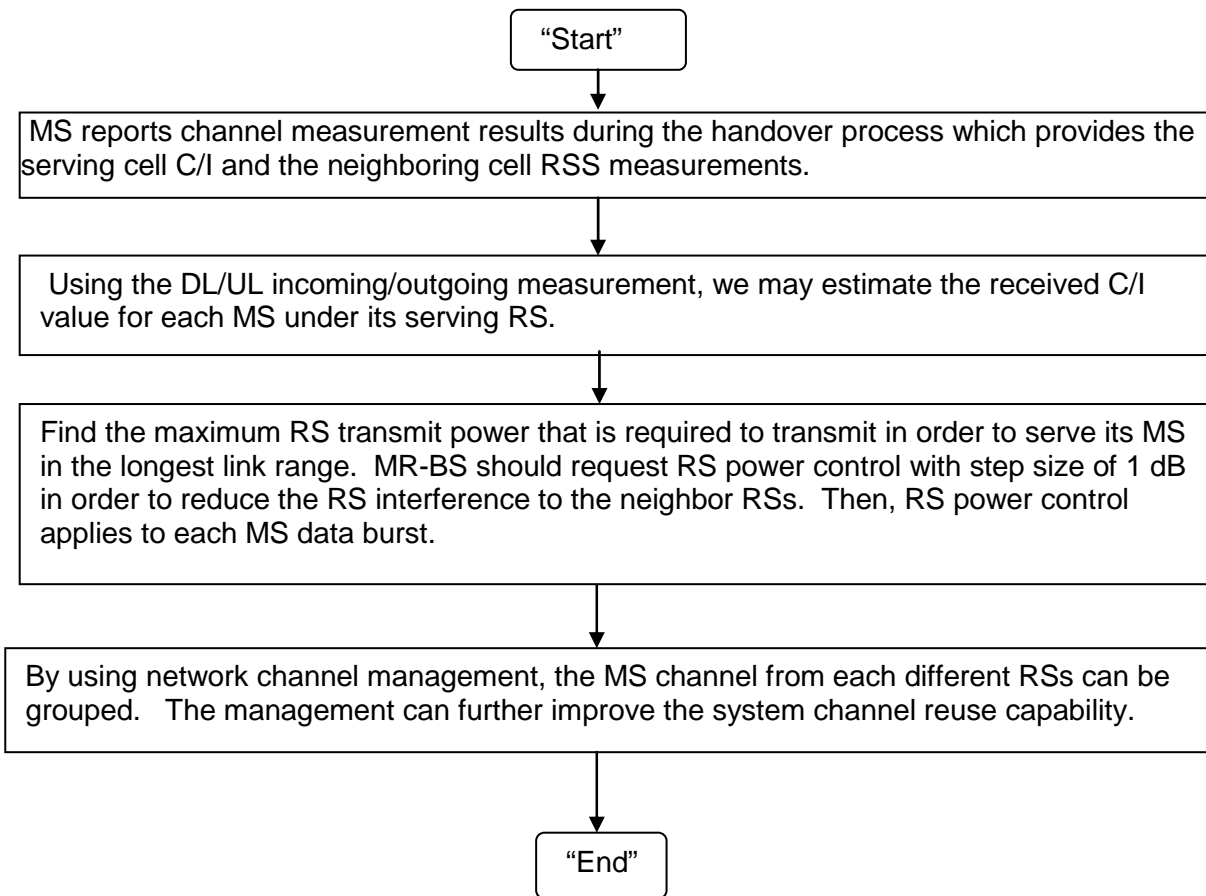 “Start”
MS reports channel measurement results during the handover process which provides the
serving cell C/I and the neighboring cell RSS measurements.
Using the DL/UL incoming/outgoing measurement, we may estimate the received C/I
value for each MS under its serving RS.
Find the maximum RS transmit power that is required to transmit in order to serve its MS
in the longest link range.  MR-BS should request RS power control with step size of 1 dB
in order to reduce the RS interference to the neighbor RSs.  Then, RS power control
applies to each MS data burst.
By using network channel management, the MS channel from each different RSs can be
grouped.   The management can further improve the system channel reuse capability.
“End”